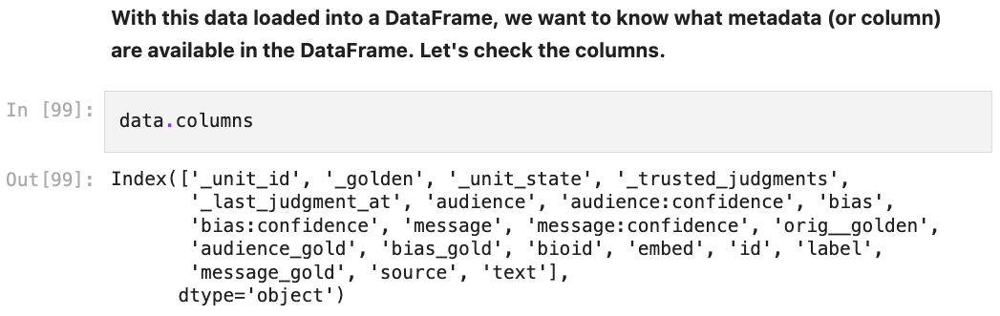 With this data loaded into a DataFrame, we want to know what metadata (or column)
are available in the DataFrame. Let's check the columns.
In [99]: data.columns
Out[99]: Index(['_unit_id', '_golden', '_unit_state', '_trusted_judgments',
'_last_judgment_at', 'audience', 'audience:confidence', 'bias',
'bias:confidence', 'message', 'message:confidence', 'orig__golden',
'audience_gold', 'bias_gold', 'bioid', 'embed', 'id', 'label',
'message_gold', 'source', 'text'],
dtype='object')